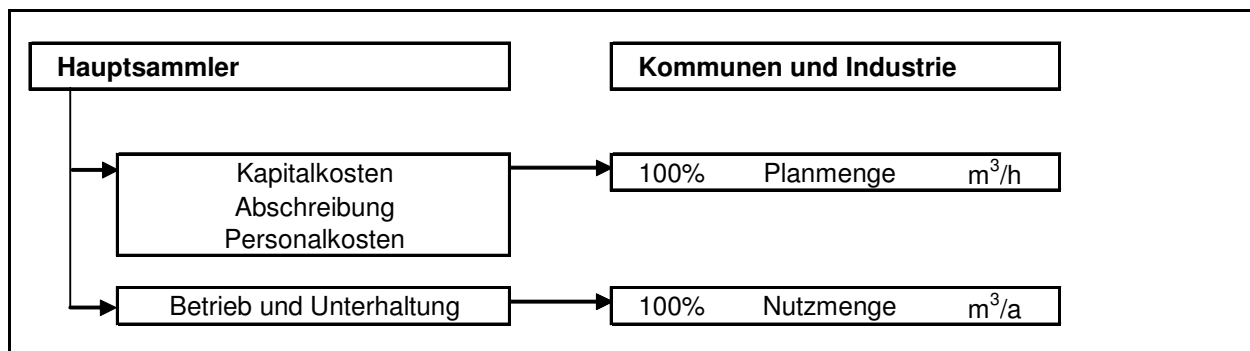 Hauptsammler
Kommunen und Industrie
Kapitalkosten
Abschreibung
Personalkosten
100% Planmenge m³/h
Betrieb und Unterhaltung
100% Nutzmenge m³/a